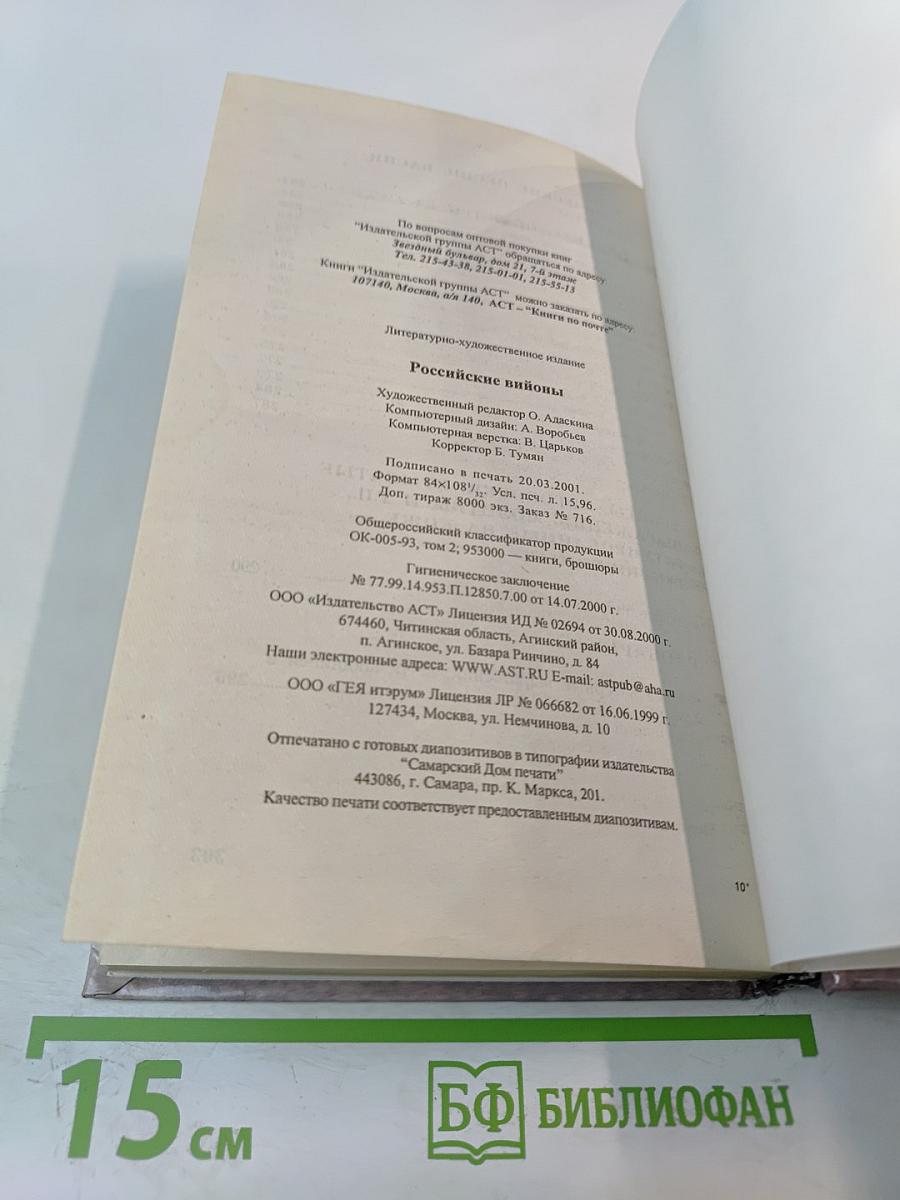 По вопросам оптовой покупки книг
"Издательской группы АСТ" обращаться по адресу
Звездный бульвар, дом 21, 7-й этаж
Тел. 215-43-38, 215-01-01, 215-55-13
Книги "Издательской группы АСТ" можно заказать по адресу:
107140, Москва, а/я 140, АСТ – "Книги по почте"
Литературно-художественное издание
Российские вийоны
Художественный редактор О. Адаскина
Компьютерный дизайн: А. Воробьев
Компьютерная верстка: В. Царьков
Корректор Б. Тумян
Подписано в печать 20.03.2001.
Формат 84×108¹/₃₂. Усл. печ. л. 15,96.
Доп. тираж 8000 экз. Заказ № 716.
Общероссийский классификатор продукции
ОК-005-93, том 2; 953000 — книги, брошюры
Гигиеническое заключение
№ 77.99.14.953.П.12850.7.00 от 14.07.2000 г.
ООО «Издательство АСТ» Лицензия ИД № 02694 от 30.08.2000 г.
674460, Читинская область, Агинский район,
п. Агинское, ул. Базара Ринчино, д. 84
Наши электронные адреса: WWW.AST.RU E-mail: astpub@aha.ru
ООО «ГЕЯ итэрум» Лицензия ЛР № 066682 от 16.06.1999 г.
127434, Москва, ул. Немчинова, д. 10
Отпечатано с готовых диапозитивов в типографии издательства
"Самарский Дом печати"
443086, г. Самара, пр. К. Маркса, 201.
Качество печати соответствует предоставленным диапозитивам.
10*
15 см
БФ БИБЛИОФАН